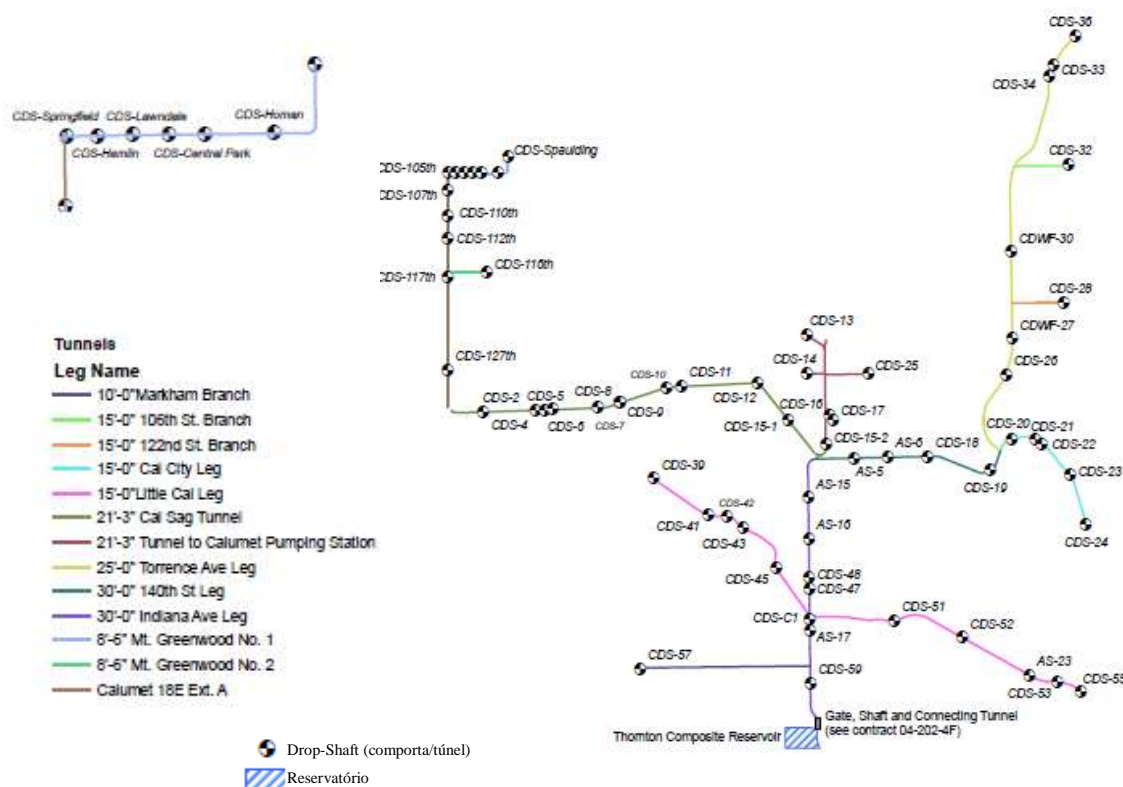 CDS-Springfield
CDS-Hamlin
CDS-Lawndale
CDS-Central Park
CDS-Homan
CDS-105th
CDS-Spaulding
CDS-107th
CDS-110th
CDS-112th
CDS-116th
CDS-117th
CDS-127th
CDS-2
CDS-4
CDS-5
CDS-6
CDS-8
CDS-7
CDS-9
CDS-10
CDS-11
CDS-12
CDS-13
CDS-14
CDS-25
CDS-16
CDS-17
CDS-15-1
CDS-15-2
CDS-36
CDS-33
CDS-34
CDS-32
CDWF-30
CDS-28
CDWF-27
CDS-26
CDS-20
CDS-21
CDS-22
CDS-23
CDS-24
CDS-18
CDS-19
AS-6
AS-5
AS-15
AS-16
CDS-39
CDS-42
CDS-41
CDS-43
CDS-45
CDS-48
CDS-47
CDS-C1
AS-17
CDS-51
CDS-52
AS-23
CDS-53
CDS-55
CDS-57
CDS-59
Gate, Shaft and Connecting Tunnel
(see contract 04-202-4F)
Thornton Composite Reservoir
Tunnels
Leg Name
10'-0"Markham Branch
15'-0" 106th St. Branch
15'-0" 122nd St. Branch
15'-0" Cal City Leg
15'-0"Little Cal Leg
21'-3" Cal Sag Tunnel
21'-3" Tunnel to Calumet Pumping Station
25'-0" Torrence Ave Leg
30'-0" 140th St Leg
30'-0" Indiana Ave Leg
8'-6" Mt. Greenwood No. 1
8'-6" Mt. Greenwood No. 2
Calumet 18E Ext. A
Drop-Shaft (comporta/túnel)
Reservatório